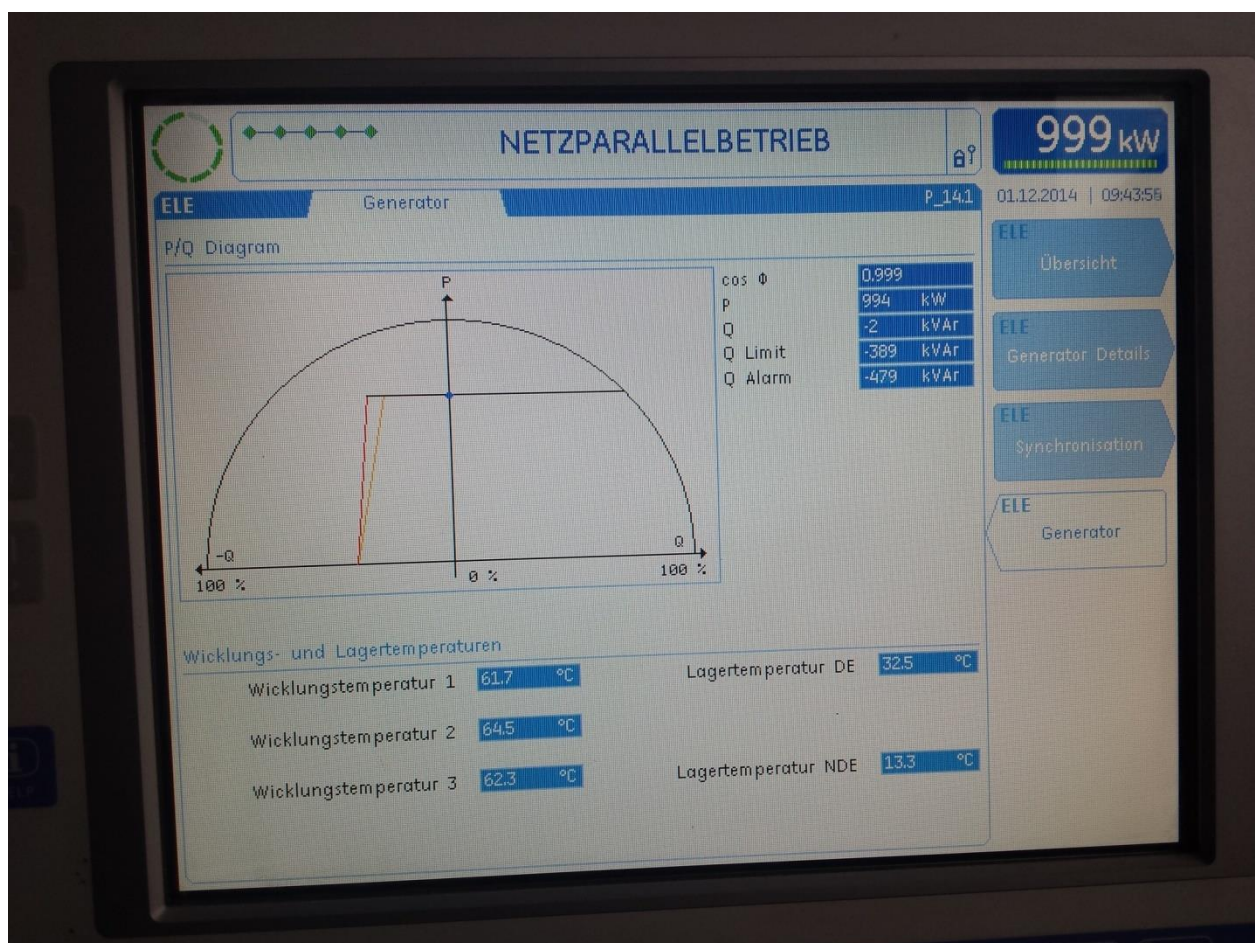 NETZPARALLELBETRIEB
999 kW
ELE Generator P_14.1
01.12.2014 | 09:43:56
P/Q Diagram
P
-Q
Q
100 %
0 %
100 %
cos Φ 0.999
P 994 kW
Q -2 kVAr
Q Limit -389 kVAr
Q Alarm -479 kVAr
ELE
Übersicht
ELE
Generator Details
ELE
Synchronisation
ELE
Generator
Wicklungs- und Lagertemperaturen
Wicklungstemperatur 1 61.7 °C
Lagertemperatur DE 32.5 °C
Wicklungstemperatur 2 64.5 °C
Wicklungstemperatur 3 62.3 °C
Lagertemperatur NDE 13.3 °C